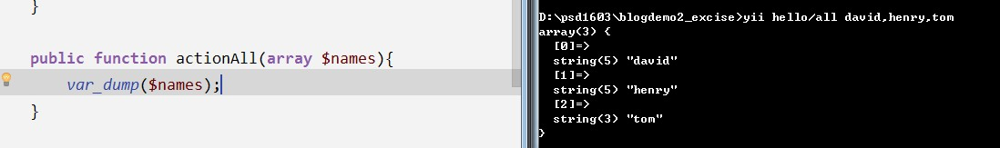 }
public function actionAll(array $names){
var_dump($names);
}
D:\psd1603\blogdemo2_excise>yii hello/all david,henry,tom
array(3) {
[0]=>
string(5) "david"
[1]=>
string(5) "henry"
[2]=>
string(3) "tom"
}